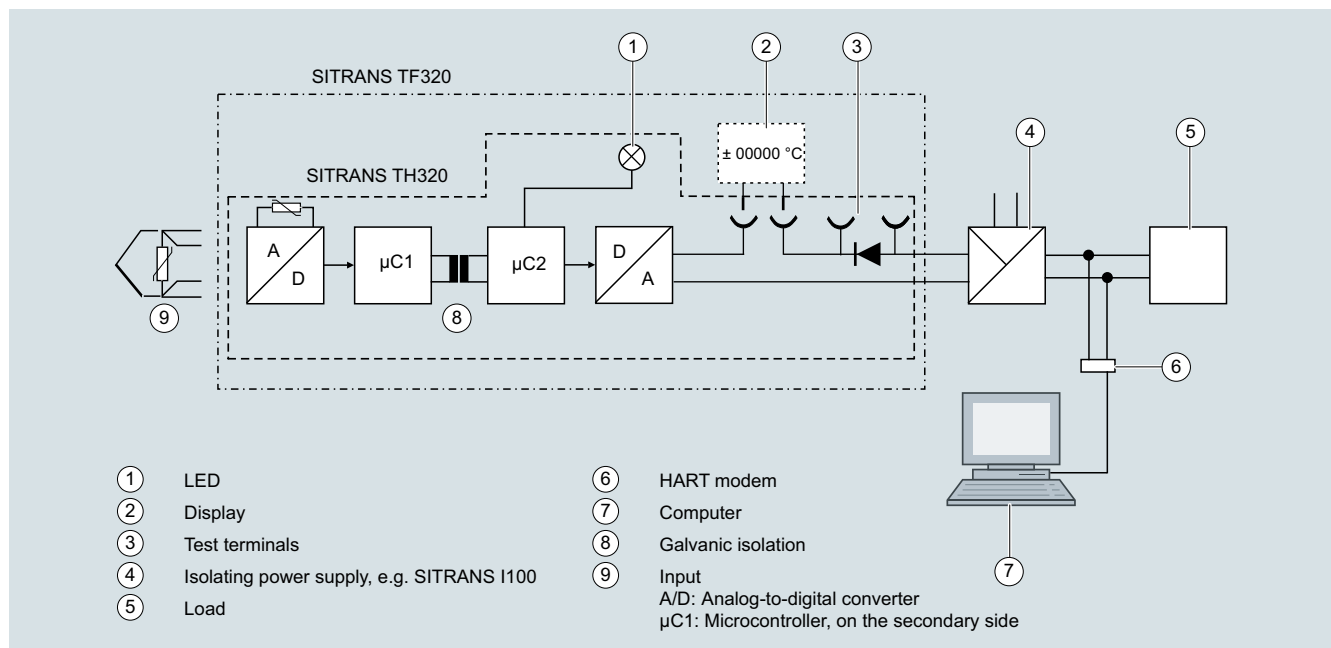 1
2
3
SITRANS TF320
4
5
± 00000 °C
SITRANS TH320
A
D
µC1
µC2
D
A
9
8
6
1 LED
2 Display
3 Test terminals
4 Isolating power supply, e.g. SITRANS I100
5 Load
6 HART modem
7 Computer
8 Galvanic isolation
9 Input
A/D: Analog-to-digital converter
µC1: Microcontroller, on the secondary side
7